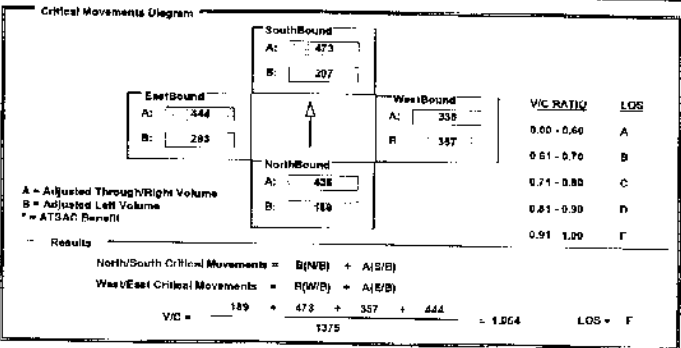 Critical Movements Diagram
SouthBound
A: 473
B: 207
EastBound
A: 444
B: 293
WestBound
A:
B: 357
NorthBound
A:
B: 189
V/C RATIO LOS
0.00 - 0.60 A
0.61 - 0.70 B
0.71 - 0.80 C
0.81 - 0.90 D
0.91 - 1.00
A = Adjusted Through/Right Volume
B = Adjusted Left Volume
* = ATSAC Benefit
Results
North/South Critical Movements = B(N/B) + A(S/B)
West/East Critical Movements = B(W/B) + A(E/B)
V/C = 189 + 473 + 357 + 444 = 1.064 LOS = F
1375